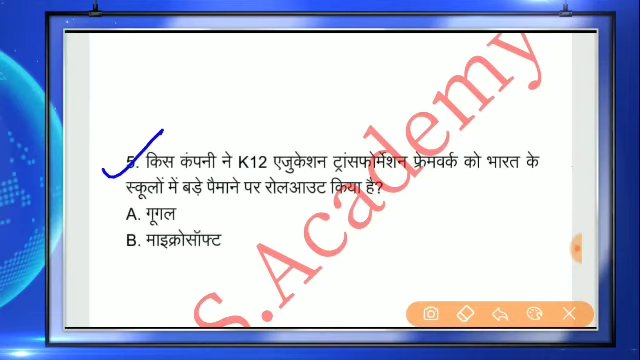 5. किस कंपनी ने K12 एजुकेशन ट्रांसफोर्मेशन फ्रेमवर्क को भारत के
स्कूलों में बड़े पैमाने पर रोलआउट किया है?
A. गूगल
B. माइक्रोसॉफ्ट
S.Academy